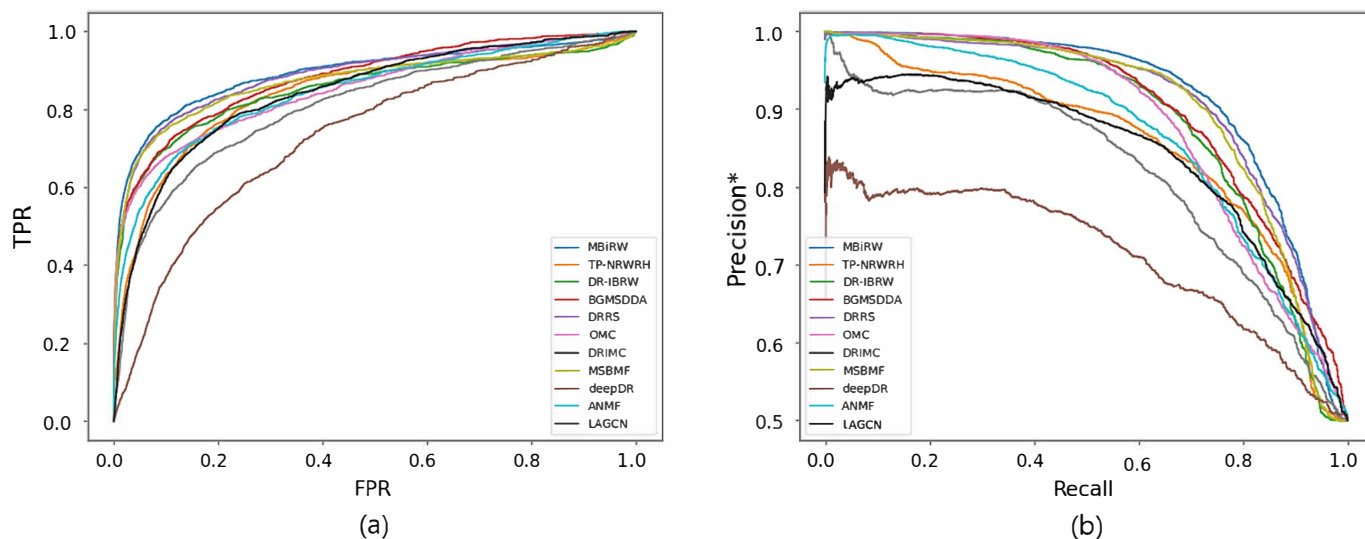 1.0
0.8
0.6
0.4
0.2
0.0
TPR
0.0 0.2 0.4 0.6 0.8 1.0
FPR
MBiRW
TP-NRWRH
DR-IBRW
BGMSDDA
DRRS
OMC
DRIMC
MSBMF
deepDR
ANMF
LAGCN
(a)
1.0
0.9
0.8
0.7
0.6
0.5
Precision*
0.0 0.2 0.4 0.6 0.8 1.0
Recall
MBiRW
TP-NRWRH
DR-IBRW
BGMSDDA
DRRS
OMC
DRIMC
MSBMF
deepDR
ANMF
LAGCN
(b)